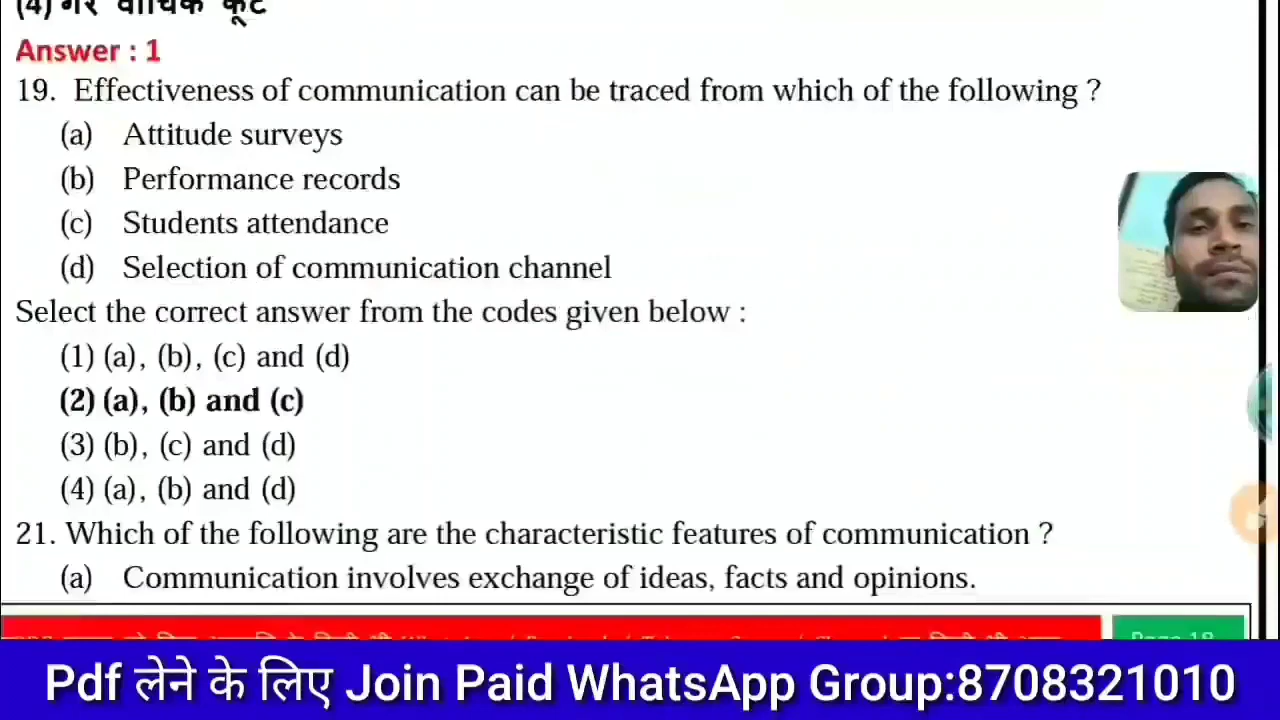 (4) गैर वाचिक कूट
Answer : 1
19. Effectiveness of communication can be traced from which of the following ?
(a) Attitude surveys
(b) Performance records
(c) Students attendance
(d) Selection of communication channel
Select the correct answer from the codes given below :
(1) (a), (b), (c) and (d)
(2) (a), (b) and (c)
(3) (b), (c) and (d)
(4) (a), (b) and (d)
21. Which of the following are the characteristic features of communication ?
(a) Communication involves exchange of ideas, facts and opinions.
Page 18
Pdf लेने के लिए Join Paid WhatsApp Group:8708321010